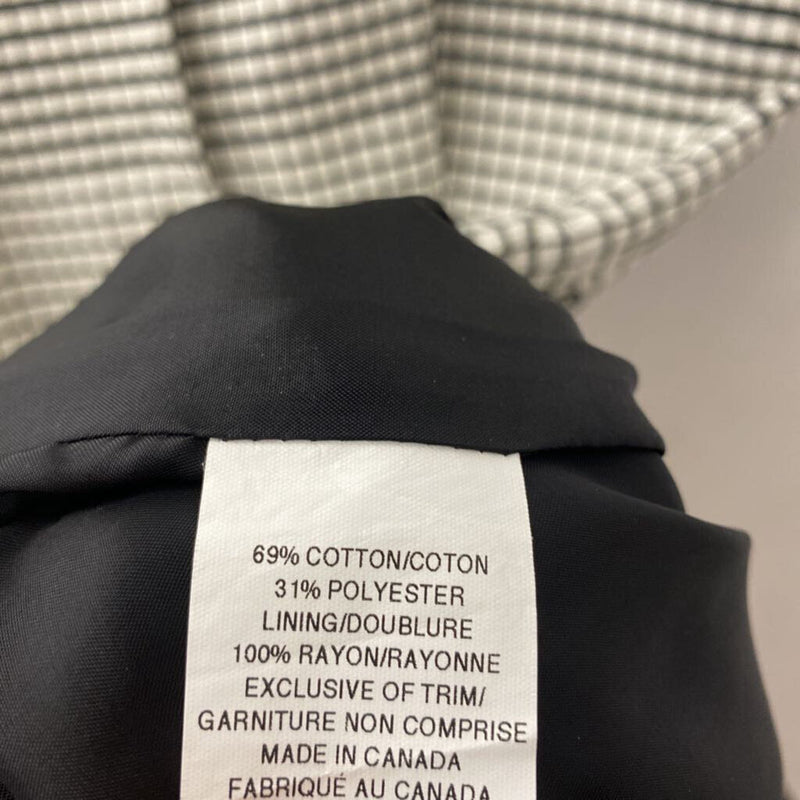 69% COTTON/COTON
31% POLYESTER
LINING/DOUBLURE
100% RAYON/RAYONNE
EXCLUSIVE OF TRIM/
GARNITURE NON COMPRISE
MADE IN CANADA
FABRIQUÉ AU CANADA